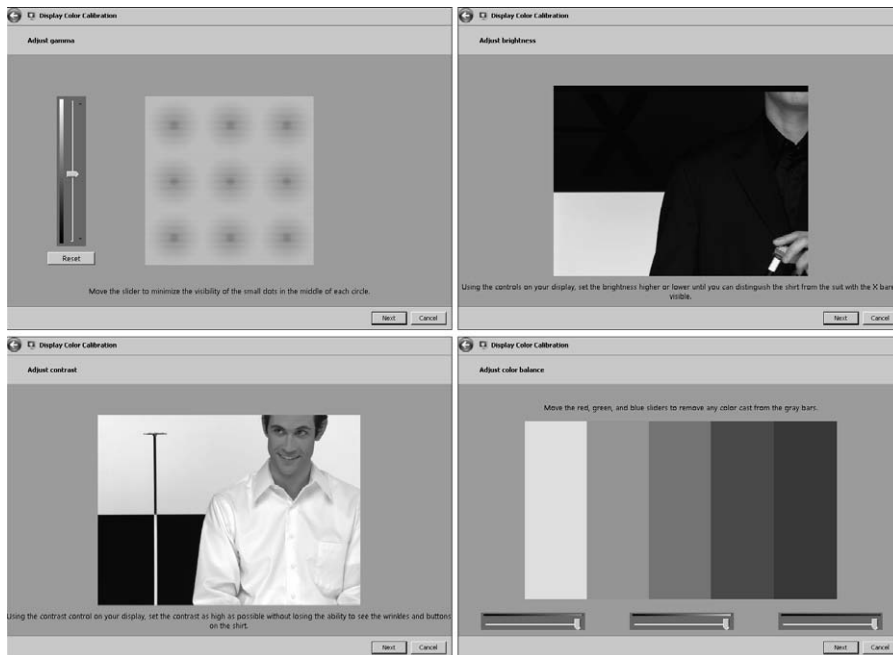 Display Color Calibration
Adjust gamma
Reset
Move the slider to minimize the visibility of the small dots in the middle of each circle.
Next Cancel
Display Color Calibration
Adjust brightness
Using the controls on your display, set the brightness higher or lower until you can distinguish the shirt from the suit with the X bare
visible.
Next Cancel
Display Color Calibration
Adjust contrast
Using the contrast control on your display, set the contrast as high as possible without losing the ability to see the wrinkles and buttons
on the shirt.
Next Cancel
Display Color Calibration
Adjust color balance
Move the red, green, and blue sliders to remove any color cast from the gray bars.
Next Cancel